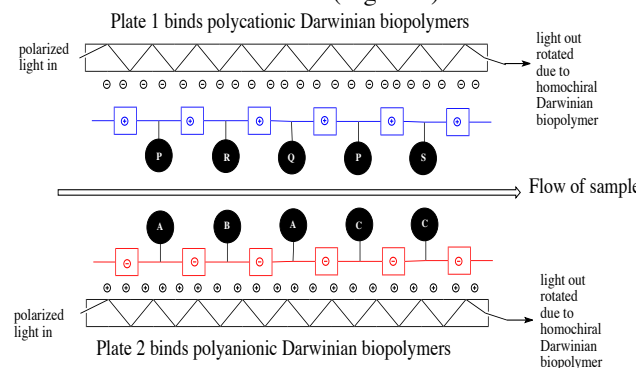 Plate 1 binds polycationic Darwinian biopolymers
polarized
light in
light out
rotated
due to
homochiral
Darwinian
biopolymer
P R Q P S
Flow of sample
A B A C C
polarized
light in
light out
rotated
due to
homochiral
Darwinian
biopolymer
Plate 2 binds polyanionic Darwinian biopolymers